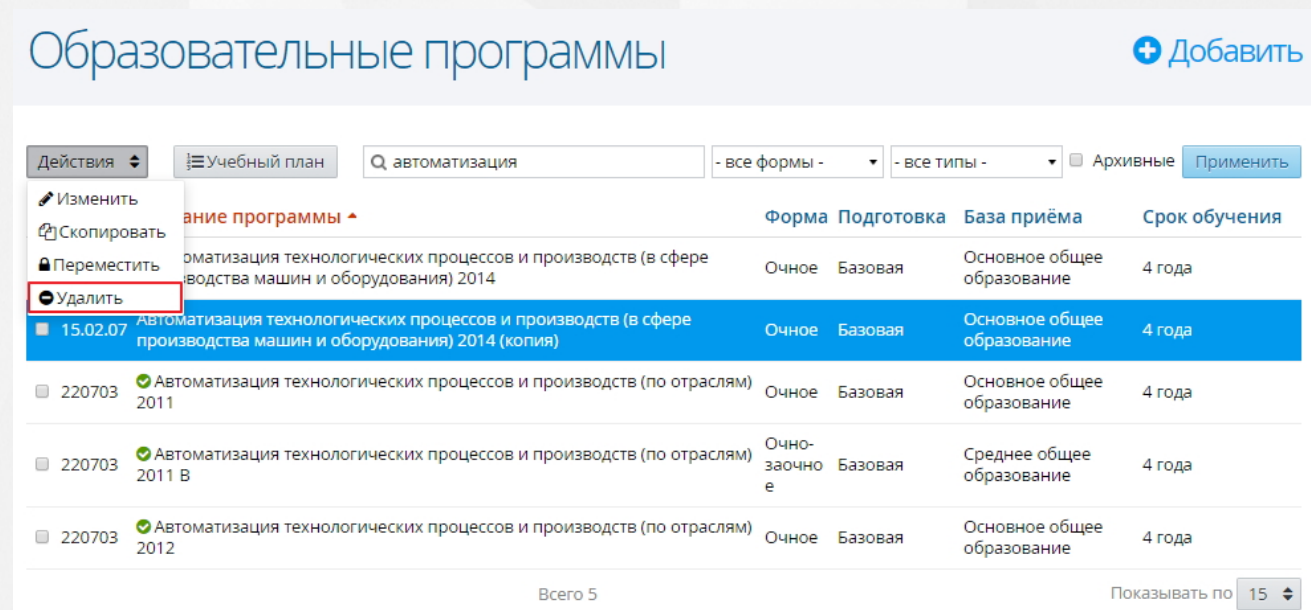 Образовательные программы
Добавить
Действия
Учебный план
автоматизация
- все формы -
- все типы -
Архивные
Применить
Изменить
Скопировать
Переместить
Удалить
программы
Форма Подготовка База приёма Срок обучения
технологических процессов и производств (в сфере
машин и оборудования) 2014
Очное Базовая
Основное общее
образование
4 года
15.02.07
Автоматизация технологических процессов и производств (в сфере
производства машин и оборудования) 2014 (копия)
Очное Базовая
Основное общее
образование
4 года
220703
Автоматизация технологических процессов и производств (по отраслям)
2011
Очное Базовая
Основное общее
образование
4 года
220703
Автоматизация технологических процессов и производств (по отраслям)
2011 В
Очно-
заочно
е
Базовая
Среднее общее
образование
4 года
220703
Автоматизация технологических процессов и производств (по отраслям)
2012
Очное Базовая
Основное общее
образование
4 года
Всего 5
Показывать по 15